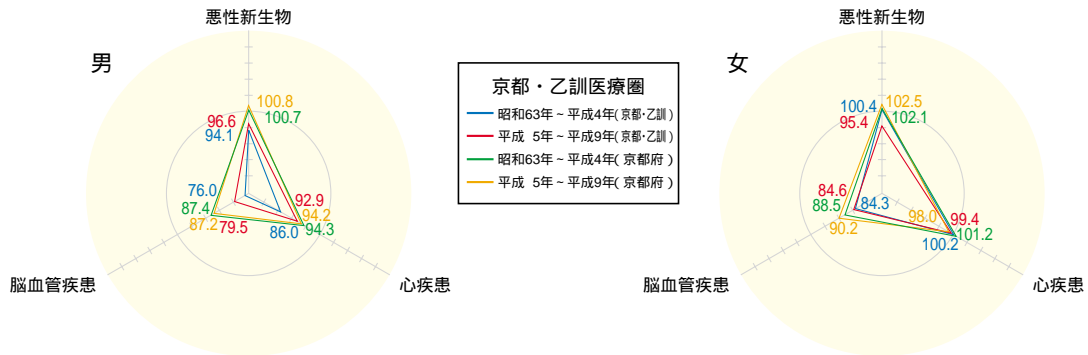 悪性新生物
男
100.8
100.7
96.6
94.1
76.0
87.4
87.2
79.5
92.9
94.2
94.3
86.0
脳血管疾患
心疾患
京都・乙訓医療圏
昭和63年~平成4年(京都・乙訓)
平成 5年~平成9年(京都・乙訓)
昭和63年~平成4年(京都府)
平成 5年~平成9年(京都府)
悪性新生物
女
102.5
100.4
102.1
95.4
84.6
84.3
88.5
90.2
98.0
99.4
101.2
100.2
脳血管疾患
心疾患